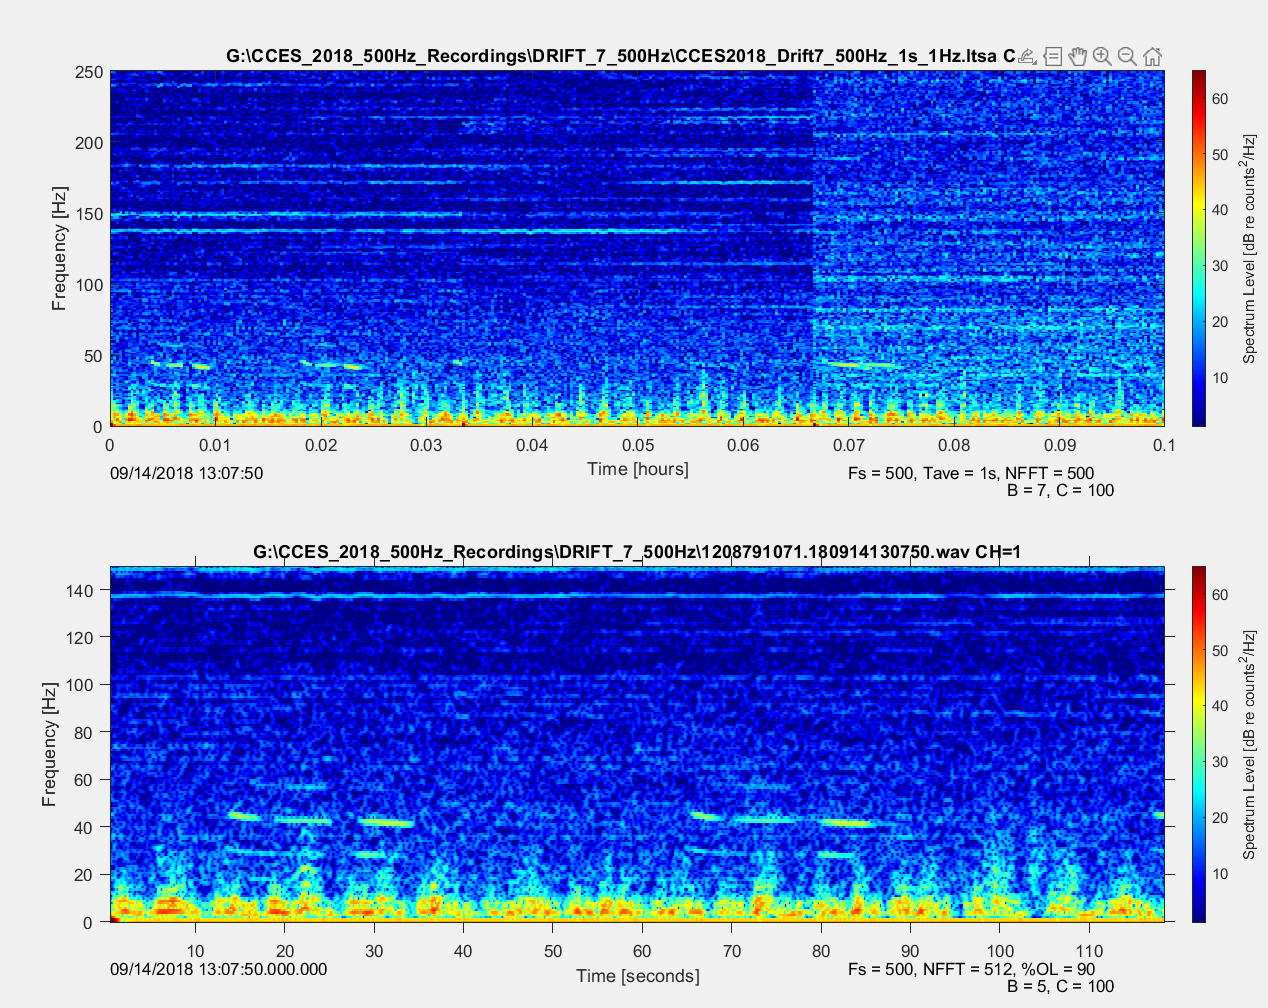 G:\CCES_2018_500Hz_Recordings\DRIFT_7_500Hz\CCES2018_Drift7_500Hz_1s_1Hz.ltsa C
250
200
150
100
50
0
Frequency [Hz]
0 0.01 0.02 0.03 0.04 0.05 0.06 0.07 0.08 0.09 0.1
Time [hours]
09/14/2018 13:07:50
Fs = 500, Tave = 1s, NFFT = 500
B = 7, C = 100
60
50
40
30
20
10
Spectrum Level [dB re counts²/Hz]
G:\CCES_2018_500Hz_Recordings\DRIFT_7_500Hz\1208791071.180914130750.wav CH=1
140
120
100
80
60
40
20
0
Frequency [Hz]
10 20 30 40 50 60 70 80 90 100 110
Time [seconds]
09/14/2018 13:07:50.000.000
Fs = 500, NFFT = 512, %OL = 90
B = 5, C = 100
60
50
40
30
20
10
Spectrum Level [dB re counts²/Hz]